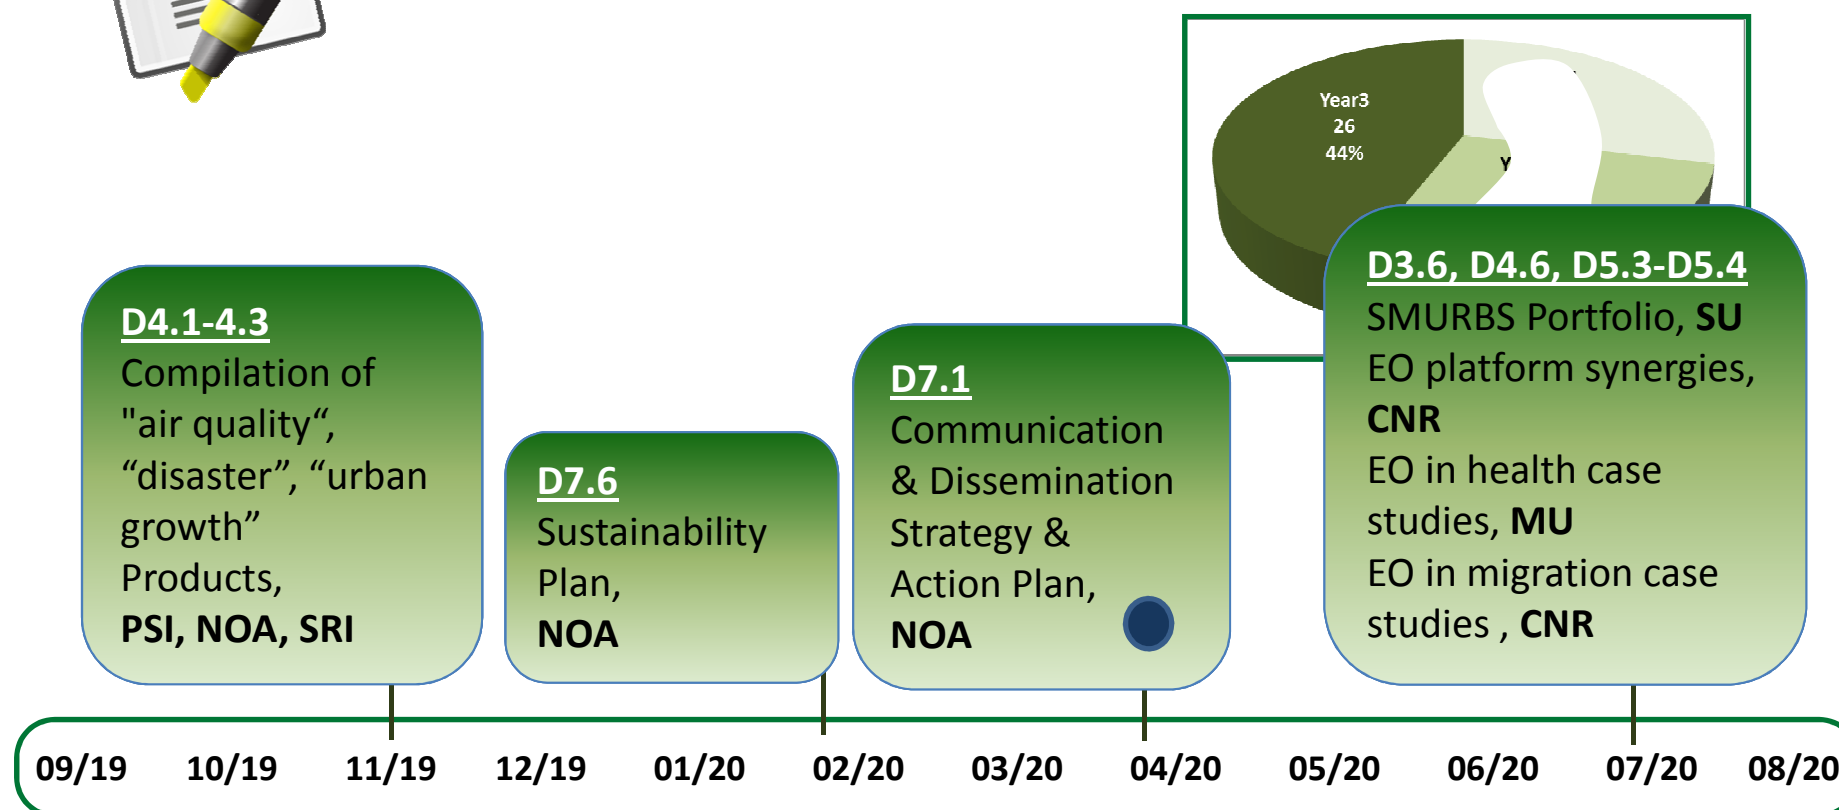 Year3
26
44%
Y
D4.1-4.3
Compilation of
"air quality“,
“disaster”, “urban
growth”
Products,
PSI, NOA, SRI
D7.6
Sustainability
Plan,
NOA
D7.1
Communication
& Dissemination
Strategy &
Action Plan,
NOA
D3.6, D4.6, D5.3-D5.4
SMURBS Portfolio, SU
EO platform synergies,
CNR
EO in health case
studies, MU
EO in migration case
studies , CNR
09/19 10/19 11/19 12/19 01/20 02/20 03/20 04/20 05/20 06/20 07/20 08/20